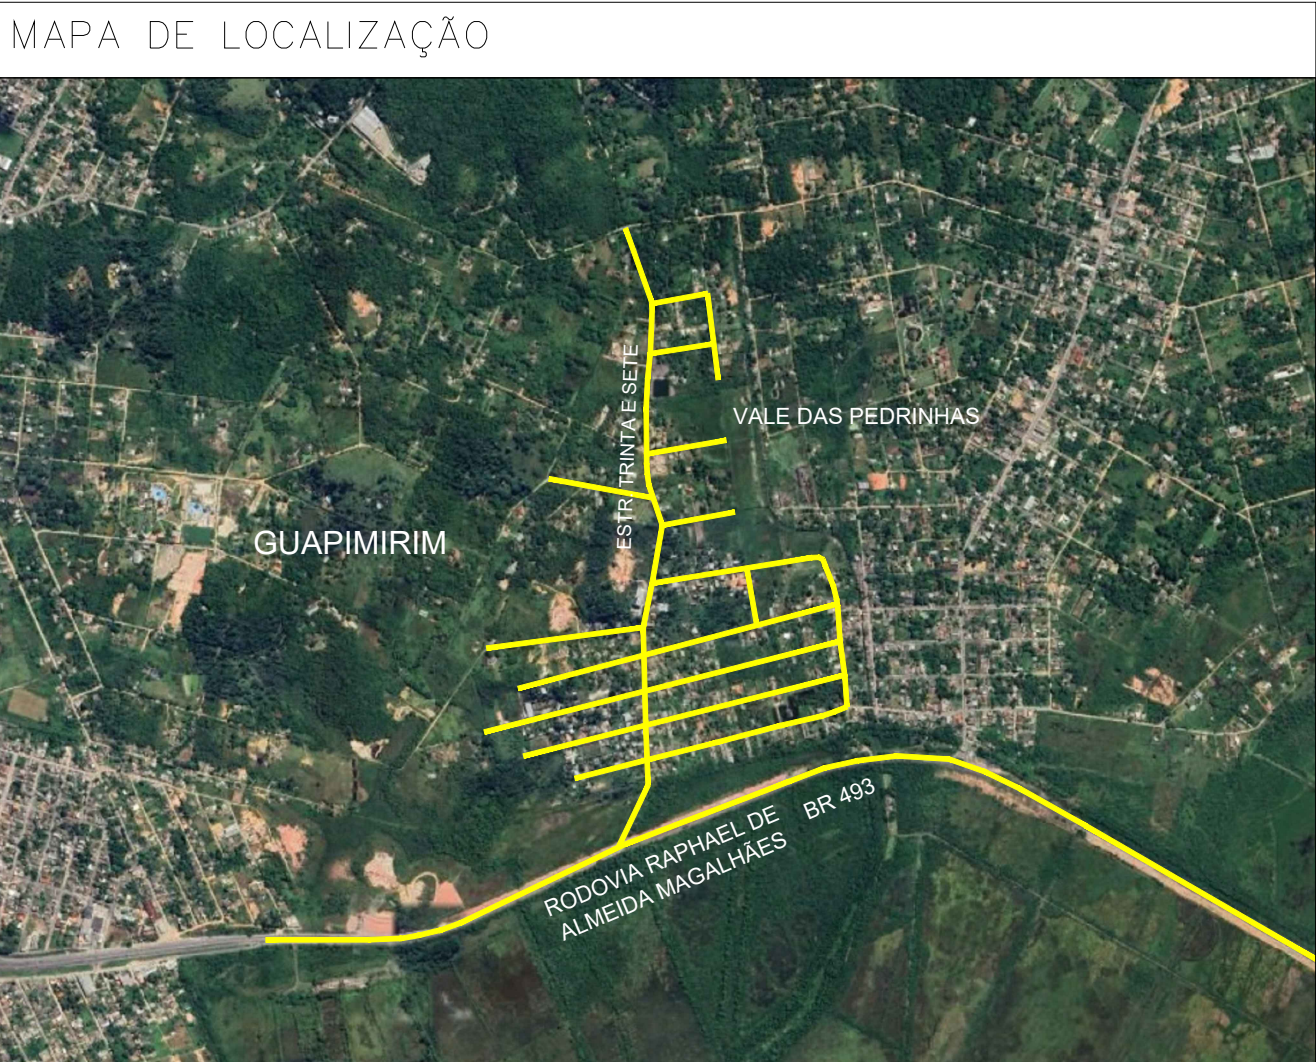 MAPA DE LOCALIZAÇÃO
ESTR. TRINTA E SETE
VALE DAS PEDRINHAS
GUAPIMIRIM
RODOVIA RAPHAEL DE
ALMEIDA MAGALHÃES
BR 493